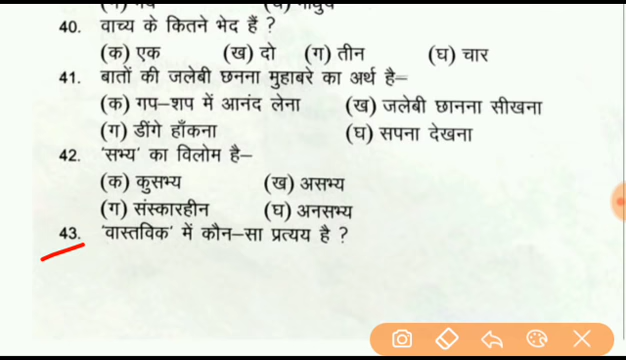 40. वाच्य के कितने भेद हैं ?
(क) एक (ख) दो (ग) तीन (घ) चार
41. बातों की जलेबी छनना मुहाबरे का अर्थ है–
(क) गप–शप में आनंद लेना (ख) जलेबी छानना सीखना
(ग) डींगे हाँकना (घ) सपना देखना
42. 'सभ्य' का विलोम है–
(क) कुसभ्य (ख) असभ्य
(ग) संस्कारहीन (घ) अनसभ्य
43. 'वास्तविक' में कौन–सा प्रत्यय है ?